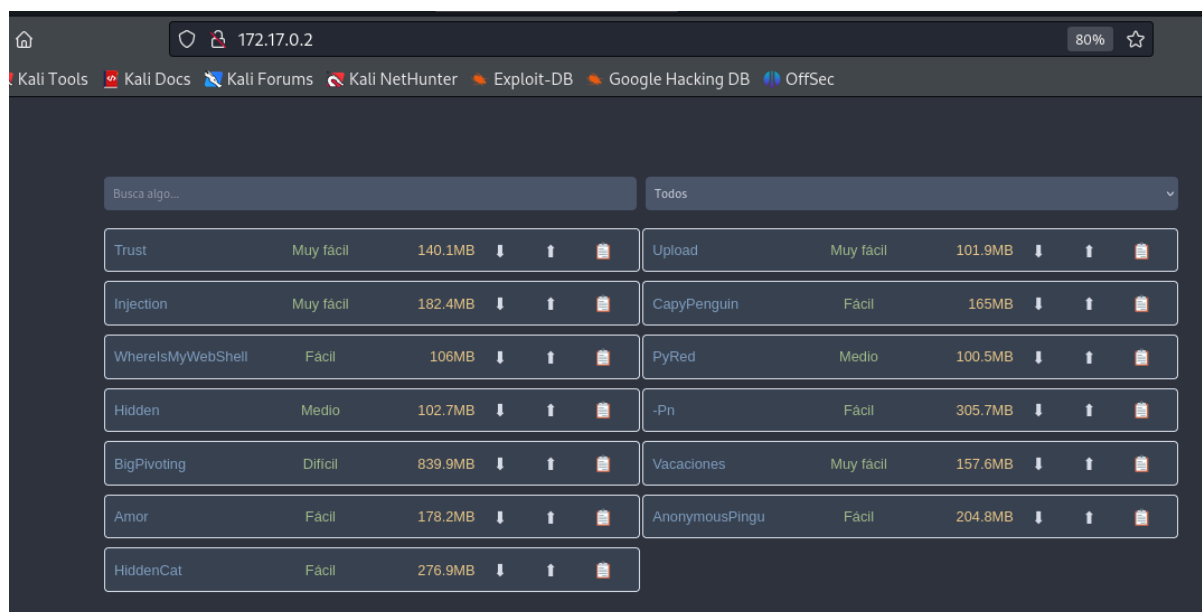 172.17.0.2 80%
Kali Tools Kali Docs Kali Forums Kali NetHunter Exploit-DB Google Hacking DB OffSec
Busca algo... Todos
Trust Muy fácil 140.1MB Upload Muy fácil 101.9MB
Injection Muy fácil 182.4MB CapyPenguin Fácil 165MB
WhereIsMyWebShell Fácil 106MB PyRed Medio 100.5MB
Hidden Medio 102.7MB -Pn Fácil 305.7MB
BigPivoting Difícil 839.9MB Vacaciones Muy fácil 157.6MB
Amor Fácil 178.2MB AnonymousPingu Fácil 204.8MB
HiddenCat Fácil 276.9MB